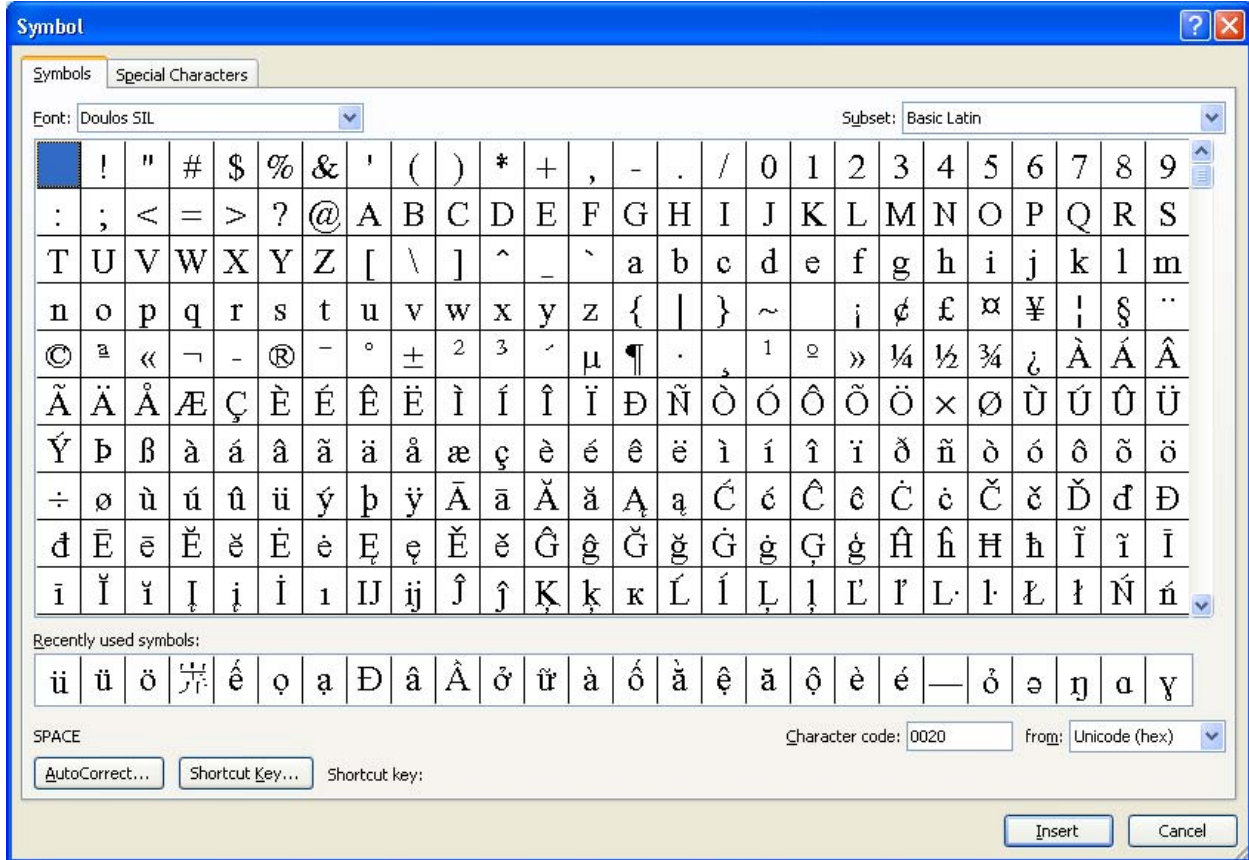 Symbol
Symbols Special Characters
Font: Doulos SIL Subset: Basic Latin
! " # $ % & ' ( ) * + , - . / 0 1 2 3 4 5 6 7 8 9
: ; < = > ? @ A B C D E F G H I J K L M N O P Q R S
T U V W X Y Z [ \ ] ^ _ ` a b c d e f g h i j k l m
n o p q r s t u v w x y z { | } ~ ¡ ¢ £ ¤ ¥ ¦ § ¨
© ª « ¬ - ® ¯ ° ± ² ³ ´ µ ¶ · ¸ ¹ º » ¼ ½ ¾ ¿ À Á Â
Ã Ä Å Æ Ç È É Ê Ë Ì Í Î Ï Ð Ñ Ò Ó Ô Õ Ö × Ø Ù Ú Û Ü
Ý Þ ß à á â ã ä å æ ç è é ê ë ì í î ï ð ñ ò ó ô õ ö
÷ ø ù ú û ü ý þ ÿ Ā ā Ă ă Ą ą Ć ć Ĉ ĉ Ċ ċ Č č Ď ď Đ
đ Ē ē Ĕ ĕ Ė ė Ę ę Ě ě Ĝ ĝ Ğ ğ Ġ ġ Ģ ģ Ĥ ĥ Ħ ħ Ĩ ĩ Ī
ī Ĭ ĭ Į į İ ı Ĳ ĳ Ĵ ĵ Ķ ķ ĸ Ĺ ĺ Ļ ļ Ľ ľ Ŀ ŀ Ł ł Ń ń
Recently used symbols:
ü ö ế ọ ạ Đ â Ầ ở ữ à ố ằ ệ ă ộ è é — ỏ ə ŋ ɑ ɣ
SPACE Character code: 0020 from: Unicode (hex)
AutoCorrect... Shortcut Key... Shortcut key:
Insert Cancel